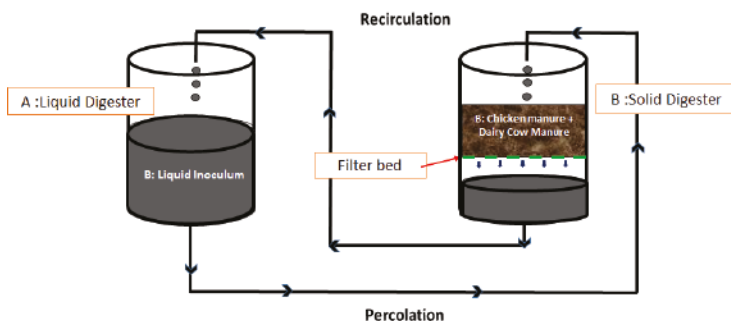 Recirculation
A :Liquid Digester
B :Solid Digester
B: Chicken manure +
Dairy Cow Manure
Filter bed
B: Liquid Inoculum
Percolation